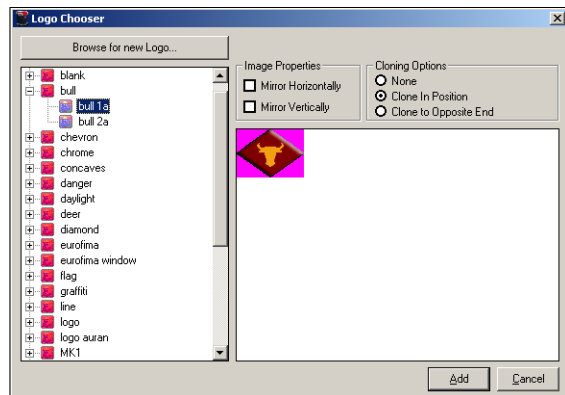 Logo Chooser
Browse for new Logo...
blank
bull
bull 1a
bull 2a
chevron
chrome
concaves
danger
daylight
deer
diamond
eurofima
eurofima window
flag
graffiti
line
logo
logo auran
MK1
Image Properties
Mirror Horizontally
Mirror Vertically
Cloning Options
None
Clone In Position
Clone to Opposite End
Add
Cancel